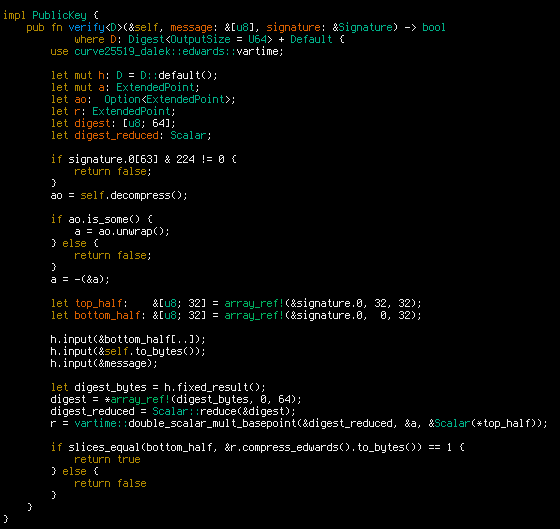 impl PublicKey {
    pub fn verify<D>(&self, message: &[u8], signature: &Signature) -> bool
            where D: Digest<OutputSize = U64> + Default {
        use curve25519_dalek::edwards::vartime;

        let mut h: D = D::default();
        let mut a: ExtendedPoint;
        let ao:  Option<ExtendedPoint>;
        let r: ExtendedPoint;
        let digest: [u8; 64];
        let digest_reduced: Scalar;

        if signature.0[63] & 224 != 0 {
            return false;
        }
        ao = self.decompress();

        if ao.is_some() {
            a = ao.unwrap();
        } else {
            return false;
        }
        a = -(&a);

        let top_half:    &[u8; 32] = array_ref!(&signature.0, 32, 32);
        let bottom_half: &[u8; 32] = array_ref!(&signature.0,  0, 32);

        h.input(&bottom_half[..]);
        h.input(&self.to_bytes());
        h.input(&message);

        let digest_bytes = h.fixed_result();
        digest = *array_ref!(digest_bytes, 0, 64);
        digest_reduced = Scalar::reduce(&digest);
        r = vartime::double_scalar_mult_basepoint(&digest_reduced, &a, &Scalar(*top_half));

        if slices_equal(bottom_half, &r.compress_edwards().to_bytes()) == 1 {
            return true
        } else {
            return false
        }
    }
}